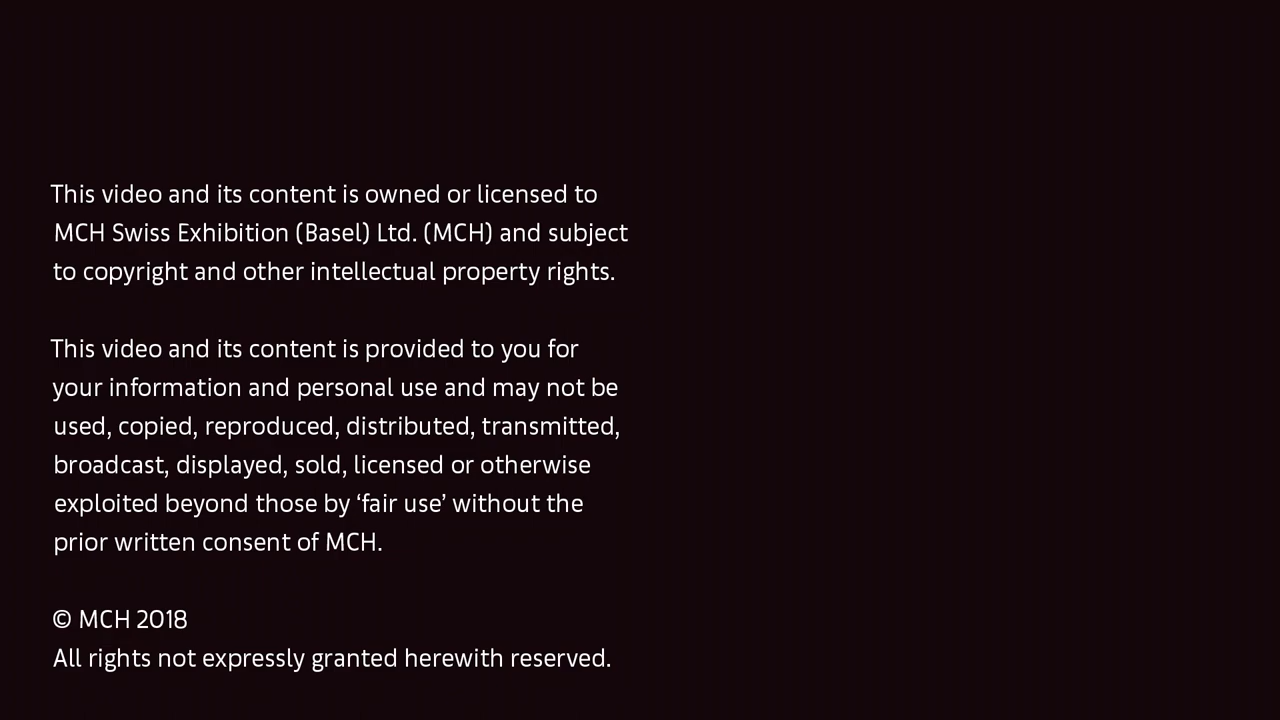 This video and its content is owned or licensed to
MCH Swiss Exhibition (Basel) Ltd. (MCH) and subject
to copyright and other intellectual property rights.
This video and its content is provided to you for
your information and personal use and may not be
used, copied, reproduced, distributed, transmitted,
broadcast, displayed, sold, licensed or otherwise
exploited beyond those by ‘fair use’ without the
prior written consent of MCH.
© MCH 2018
All rights not expressly granted herewith reserved.